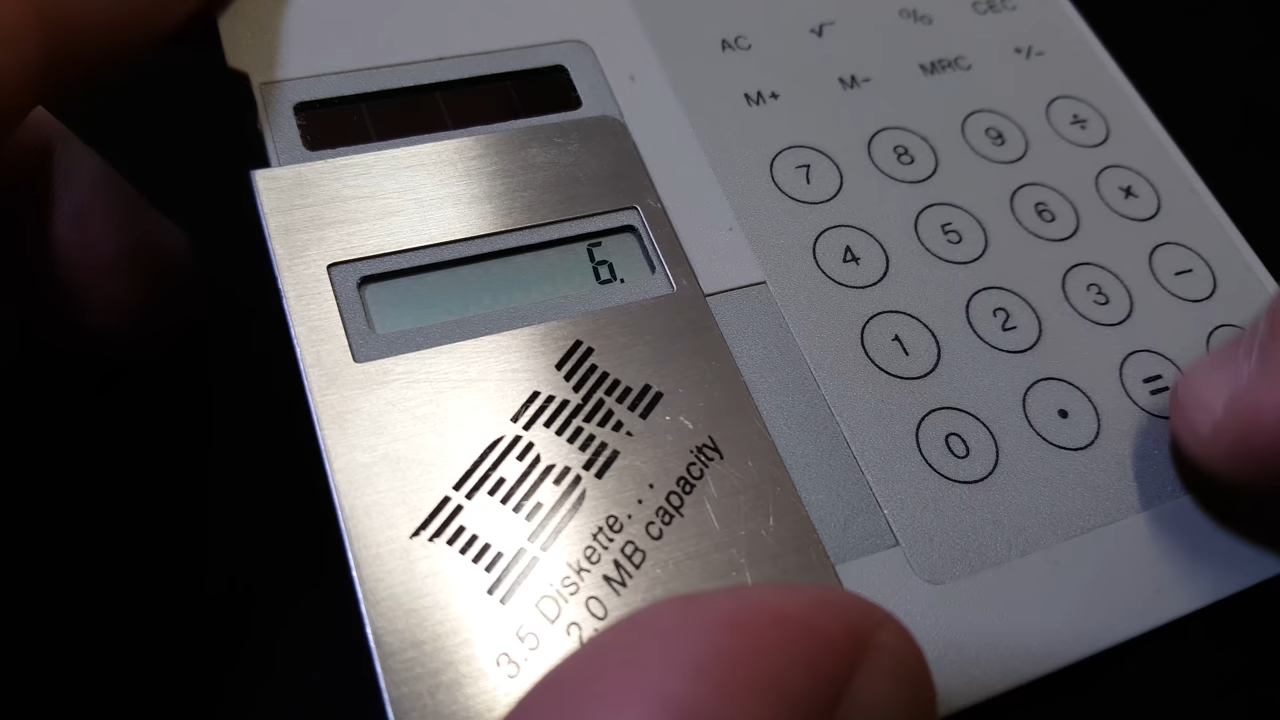 6.
IBM
3.5 Diskette...
2.0 MB capacity
AC √ % CEC
M+ M- MRC +/-
7 8 9 ÷
4 5 6 ×
1 2 3 −
0 • =